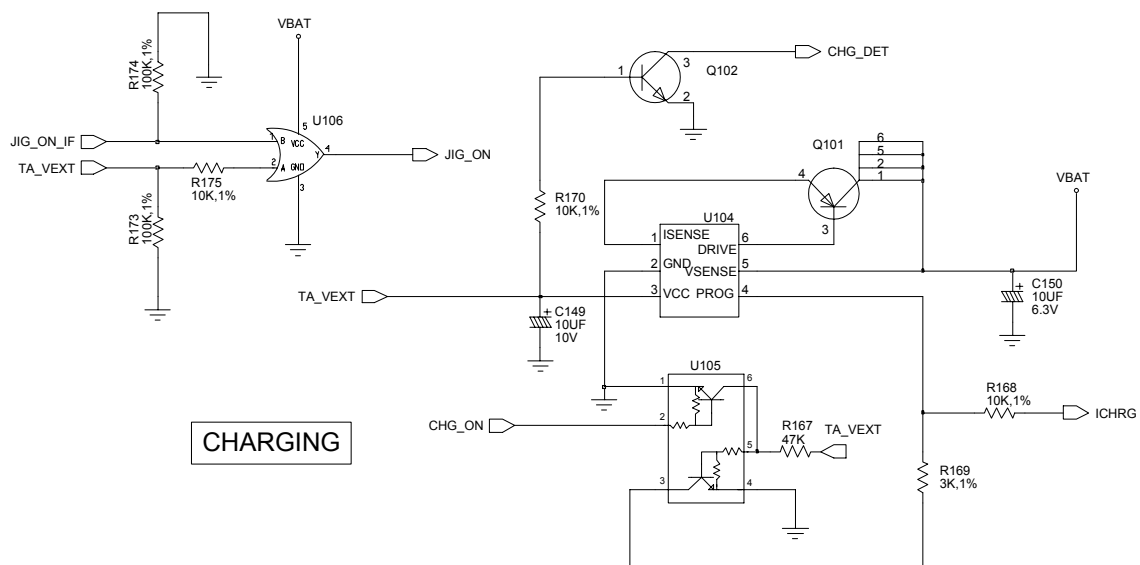 VBAT
R174
100K,1%
U106
JIG_ON_IF
1
B
VCC
5
Y
4
JIG_ON
TA_VEXT
2
A
GND
3
R175
10K,1%
R173
100K,1%
CHG_DET
1
3
2
Q102
Q101
6
5
2
1
4
3
VBAT
R170
10K,1%
U104
1
ISENSE
DRIVE
6
2
GND
VSENSE
5
TA_VEXT
3
VCC
PROG
4
+
C149
10UF
10V
+
C150
10UF
6.3V
U105
1
6
CHG_ON
2
5
3
4
R167
47K
TA_VEXT
R168
10K,1%
ICHRG
R169
3K,1%
CHARGING